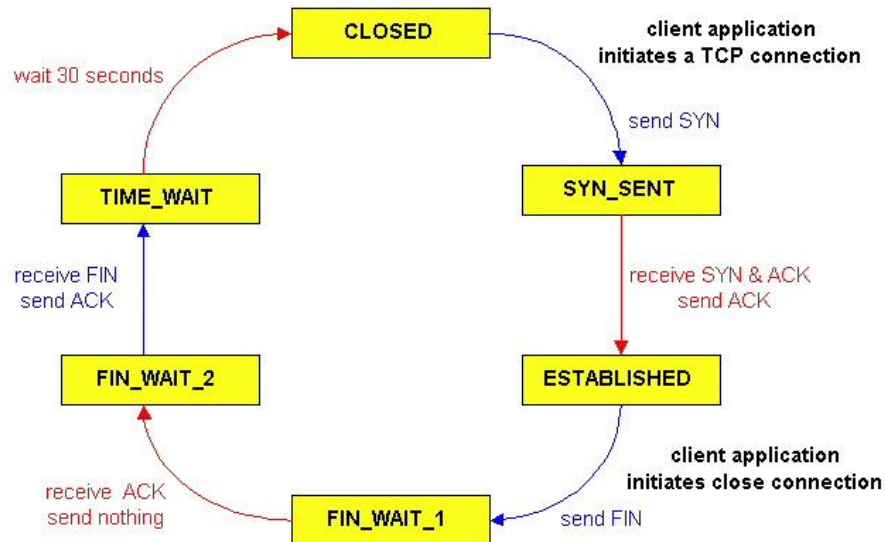 CLOSED
client application
initiates a TCP connection
wait 30 seconds
send SYN
TIME_WAIT
SYN_SENT
receive FIN
send ACK
receive SYN & ACK
send ACK
FIN_WAIT_2
ESTABLISHED
client application
initiates close connection
receive ACK
send nothing
FIN_WAIT_1
send FIN